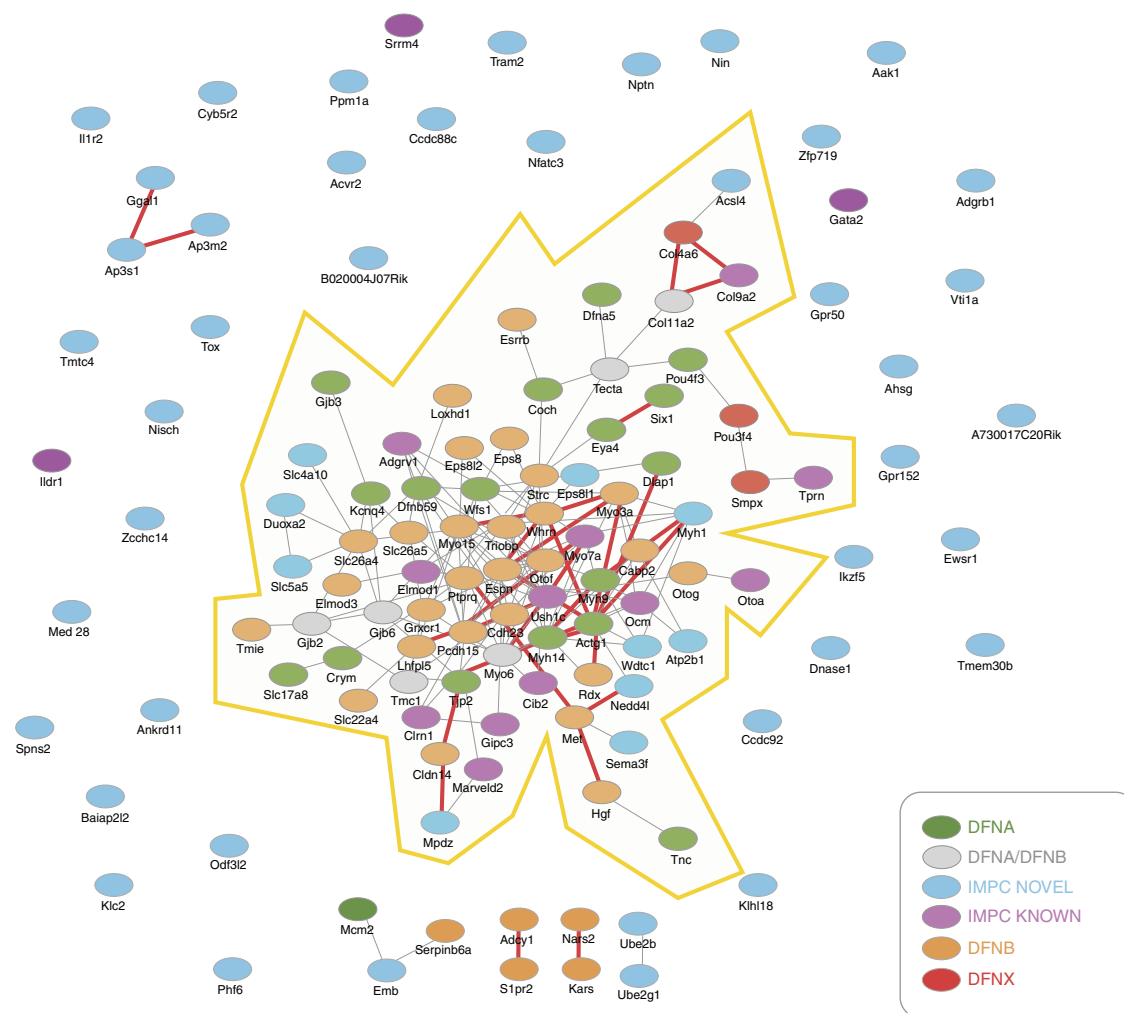 Srrm4
Tram2
Nin
Nptn
Aak1
Ppm1a
Cyb5r2
Il1r2
Ccdc88c
Nfatc3
Zfp719
Acvr2
Ggal1
Acsl4
Adgrb1
Gata2
Ap3m2
Ap3s1
Col4a6
B020004J07Rik
Col9a2
Vti1a
Gpr50
Dfna5
Col11a2
Esrrb
Tox
Tmtc4
Tecta
Pou4f3
Ahsg
Gjb3
Loxhd1
Coch
Six1
Nisch
Pou3f4
A730017C20Rik
Eya4
Adgrv1
Eps8
Eps8l2
Slc4a10
Ildr1
Gpr152
Dlap1
Strc
Eps8l1
Smpx
Tprn
Kcnq4
Dfnb59
Wfs1
Myo3a
Duoxa2
Zcchc14
Whrn
Myh1
Slc26a5
Myo15
Triobp
Slc26a4
Myo7a
Ewsr1
Cabp2
Ikzf5
Slc5a5
Elmod1
Ptprq
Espn
Otof
Otog
Otoa
Elmod3
Myh9
Ush1c
Ocm
Med 28
Gjb6
Grxcr1
Cdh23
Actg1
Tmie
Gjb2
Pcdh15
Myh14
Lhfpl5
Wdtc1
Atp2b1
Dnase1
Tmem30b
Crym
Myo6
Slc17a8
Tmc1
Tjp2
Cib2
Rdx
Nedd4l
Slc22a4
Ankrd11
Spns2
Clrn1
Gipc3
Met
Ccdc92
Sema3f
Cldn14
Marveld2
Baiap2l2
Hgf
Mpdz
DFNA
Tnc
DFNA/DFNB
Odf3l2
IMPC NOVEL
Klc2
Klhl18
IMPC KNOWN
Mcm2
Serpinb6a
Adcy1
Nars2
Ube2b
DFNB
DFNX
Phf6
Emb
S1pr2
Kars
Ube2g1